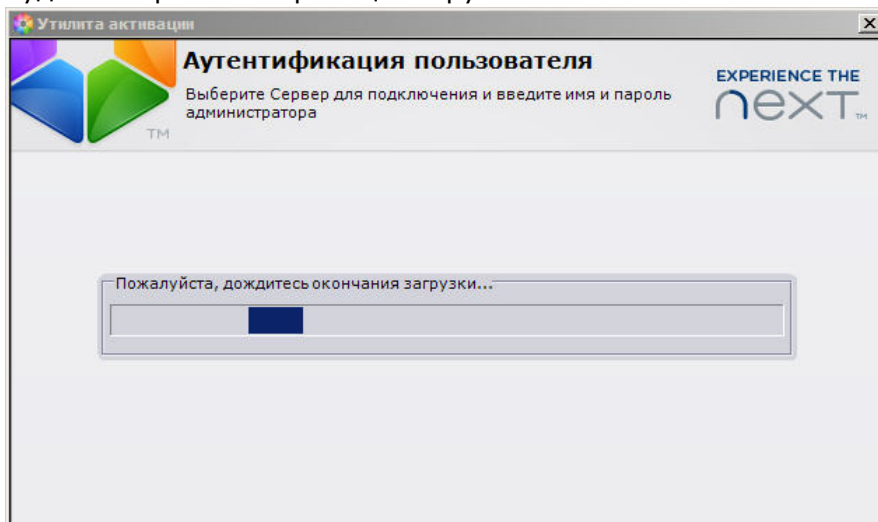 Утилита активации
Аутентификация пользователя
Выберите Сервер для подключения и введите имя и пароль
администратора
EXPERIENCE THE
next™
TM
Пожалуйста, дождитесь окончания загрузки...